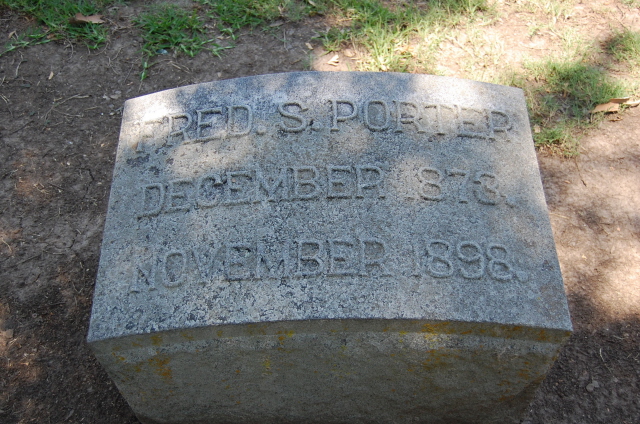 FRED. S. PORTER
DECEMBER. 1873.
NOVEMBER. 1898.